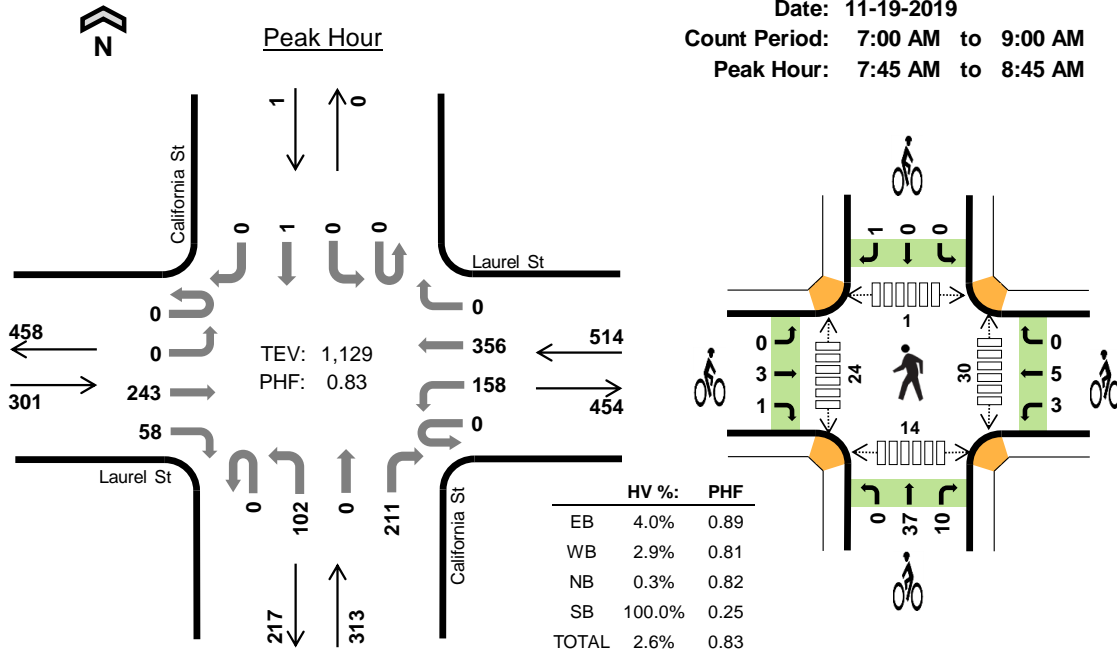 N
Peak Hour
Date: 11-19-2019
Count Period: 7:00 AM to 9:00 AM
Peak Hour: 7:45 AM to 8:45 AM
1
0
California St
0
1
0
0
Laurel St
0
0
243
58
458
301
TEV: 1,129
PHF: 0.83
0
356
158
0
514
454
Laurel St
0
102
0
211
California St
217
313
HV %: PHF
EB 4.0% 0.89
WB 2.9% 0.81
NB 0.3% 0.82
SB 100.0% 0.25
TOTAL 2.6% 0.83
1
0
0
1
0
3
1
24
30
0
5
3
14
0
37
10